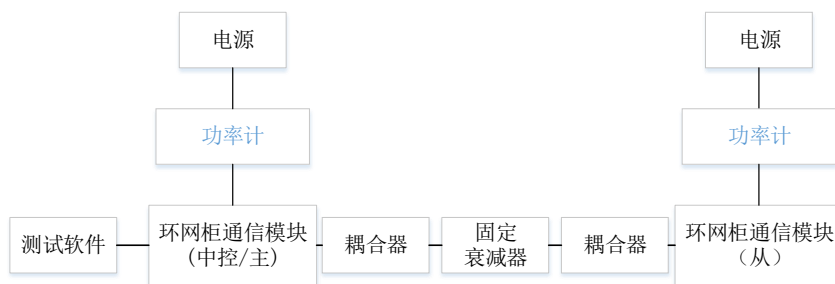 电源
电源
功率计
功率计
测试软件
环网柜通信模块
(中控/主)
耦合器
固定
衰减器
耦合器
环网柜通信模块
（从）